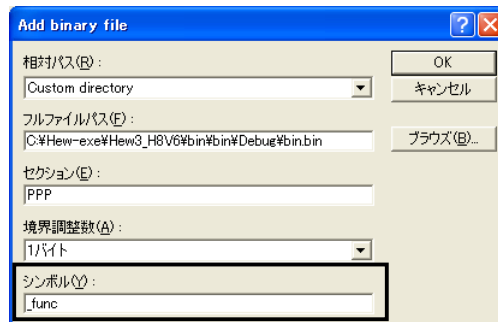 Add binary file
相対パス(R) :
OK
Custom directory
キャンセル
フルファイルパス(F) :
C:¥Hew-exe¥Hew3_H8V6¥bin¥bin¥Debug¥bin.bin
ブラウズ(B)...
セクション(E) :
PPP
境界調整数(A) :
1バイト
シンボル(Y) :
_func